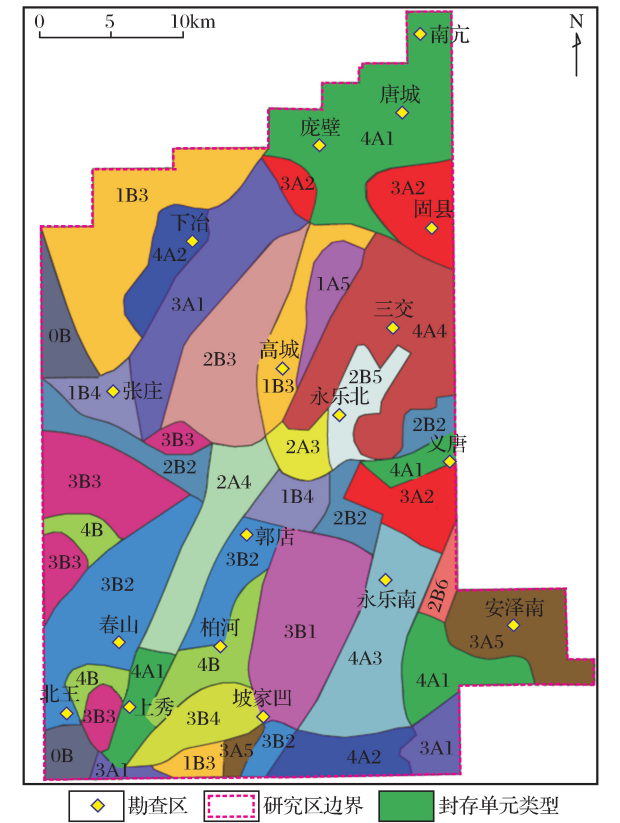 0 5 10km
N
南亢
唐城
庞壁
4A1
3A2
3A2
1B3
固县
下冶
4A2
1A5
3A1
三交
4A4
0B
2B3
高城
2B5
1B3
1B4
张庄
永乐北
2B2
3B3
2A3
义唐
2B2
4A1
3B3
2A4
1B4
3A2
4B
2B2
郭店
3B3
3B2
3B2
永乐南
2B6
安泽南
春山
柏河
3B1
3A5
4A3
4A1
4B
4B
4A1
北王
3B3
上秀
3B4
坡家凹
3B2
3A1
0B
3A5
4A2
1B3
3A1
勘查区
研究区边界
封存单元类型